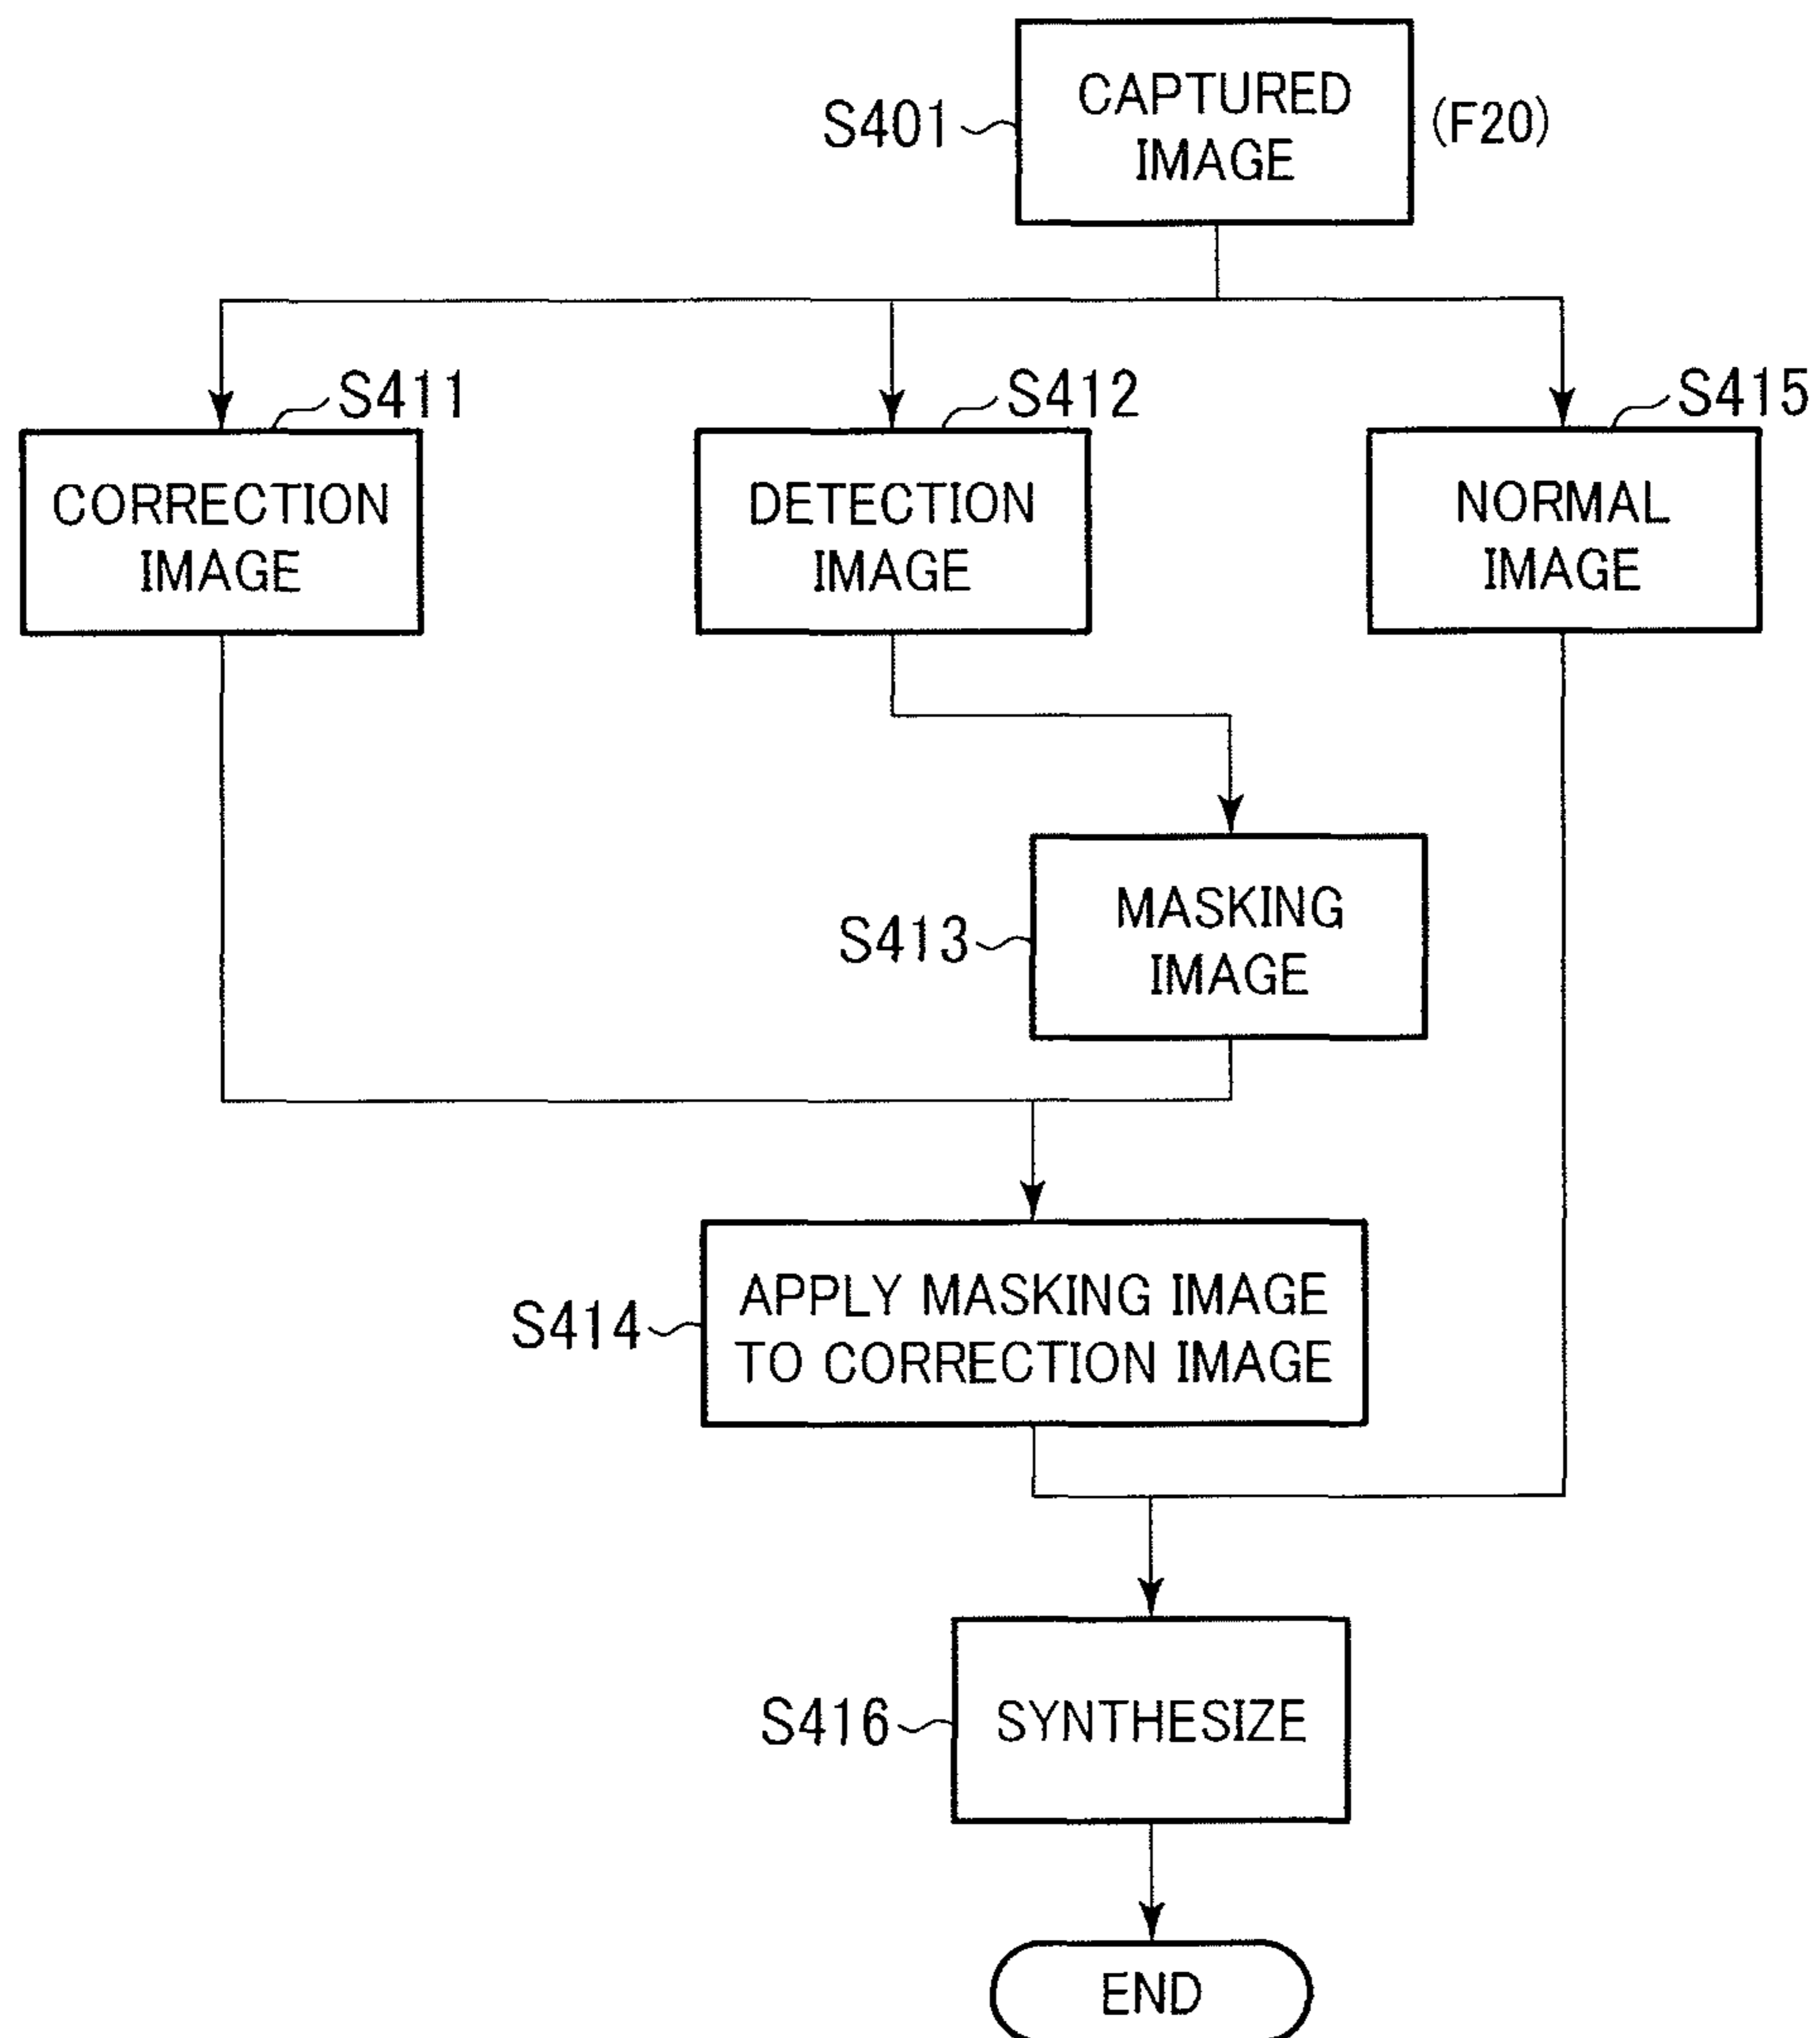 CAPTURED
IMAGE
S401
(F20)
S411
S412
S415
CORRECTION
IMAGE
DETECTION
IMAGE
NORMAL
IMAGE
S413
MASKING
IMAGE
S414
APPLY MASKING IMAGE
TO CORRECTION IMAGE
S416
SYNTHESIZE
END